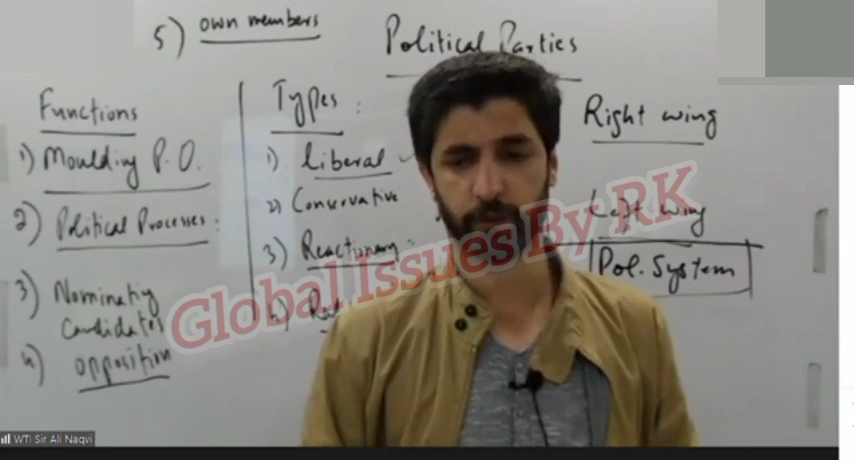 5) own members
Political Parties
Functions
1) Moulding P.O.
2) Political Processes:
3) Nominating
candidates
4) opposition
Types:
1) liberal
2) Conservative
3) Reactionary:
4)
Right wing
Left wing
Pol. System
Global Issues By RK
WTI Sir Ali Naqvi